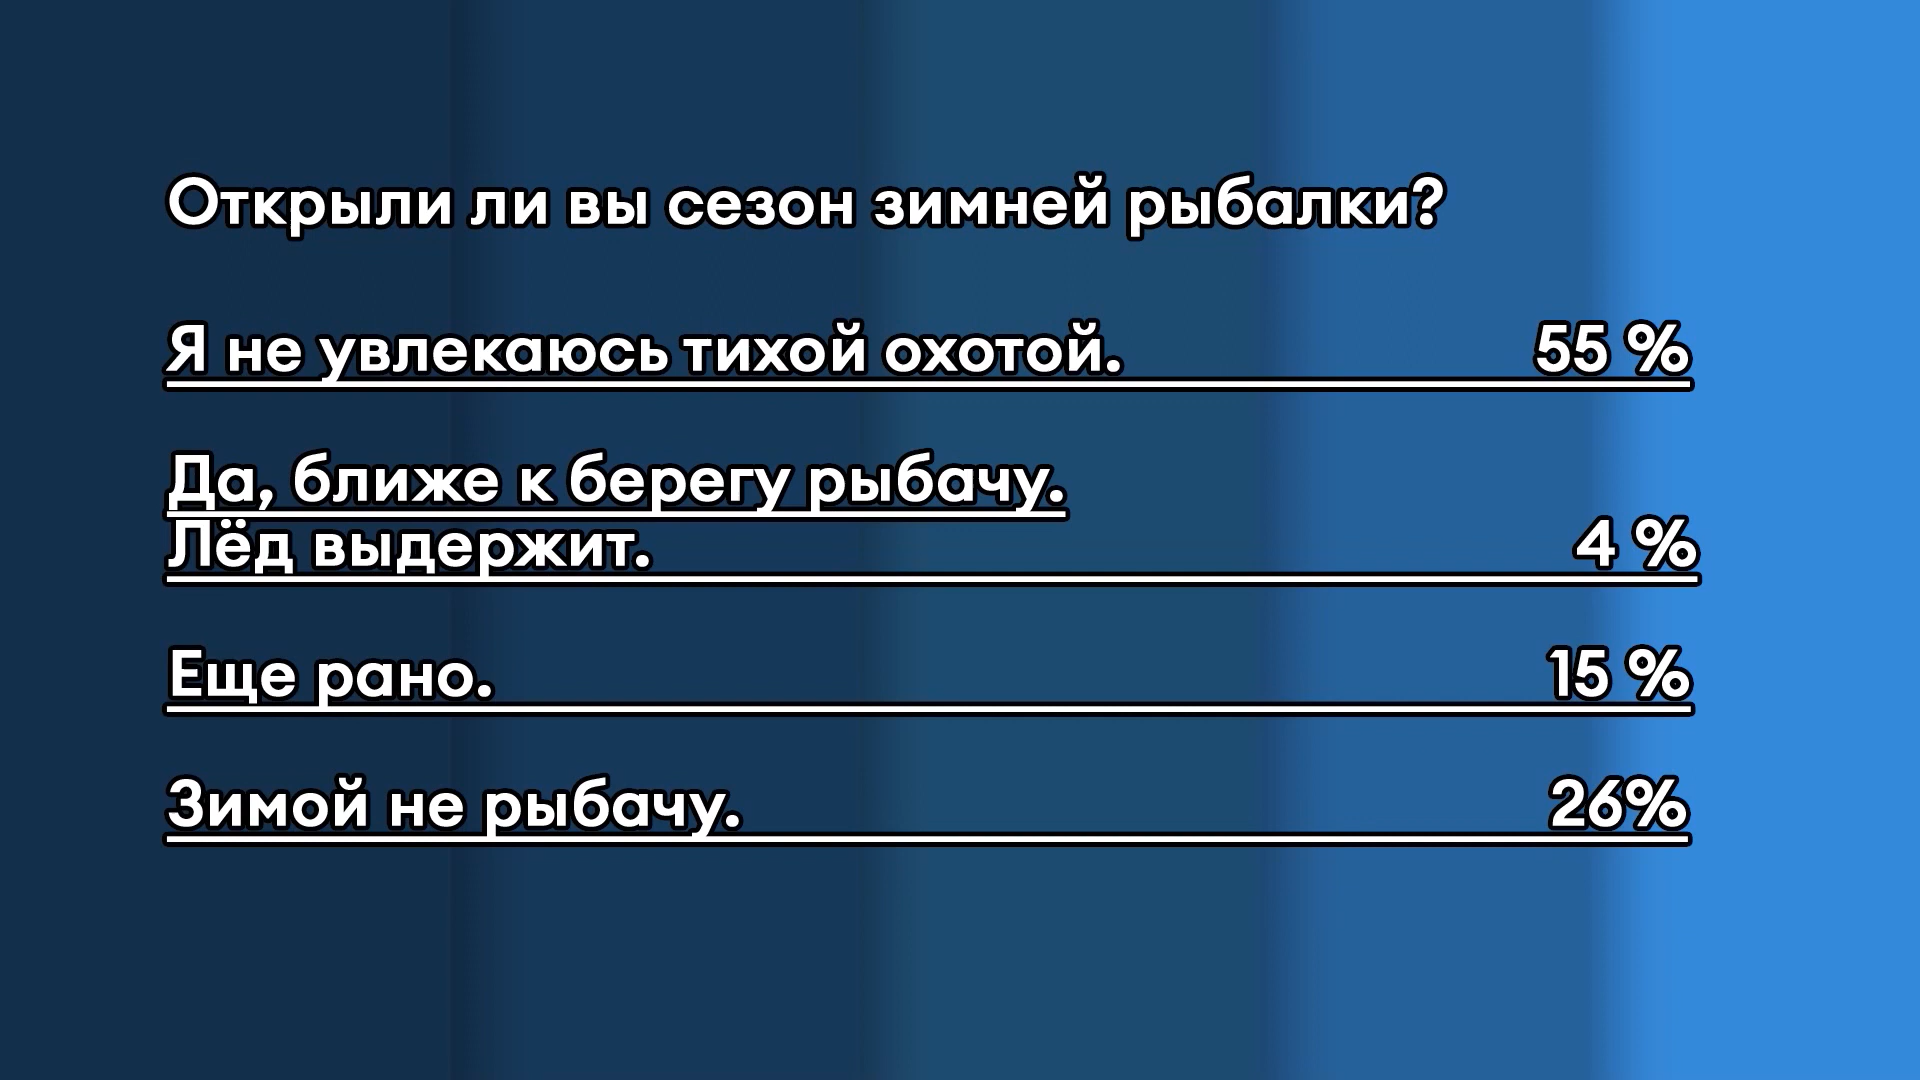 Открыли ли вы сезон зимней рыбалки?
Я не увлекаюсь тихой охотой. 55 %
Да, ближе к берегу рыбачу.
Лёд выдержит. 4 %
Еще рано. 15 %
Зимой не рыбачу. 26%